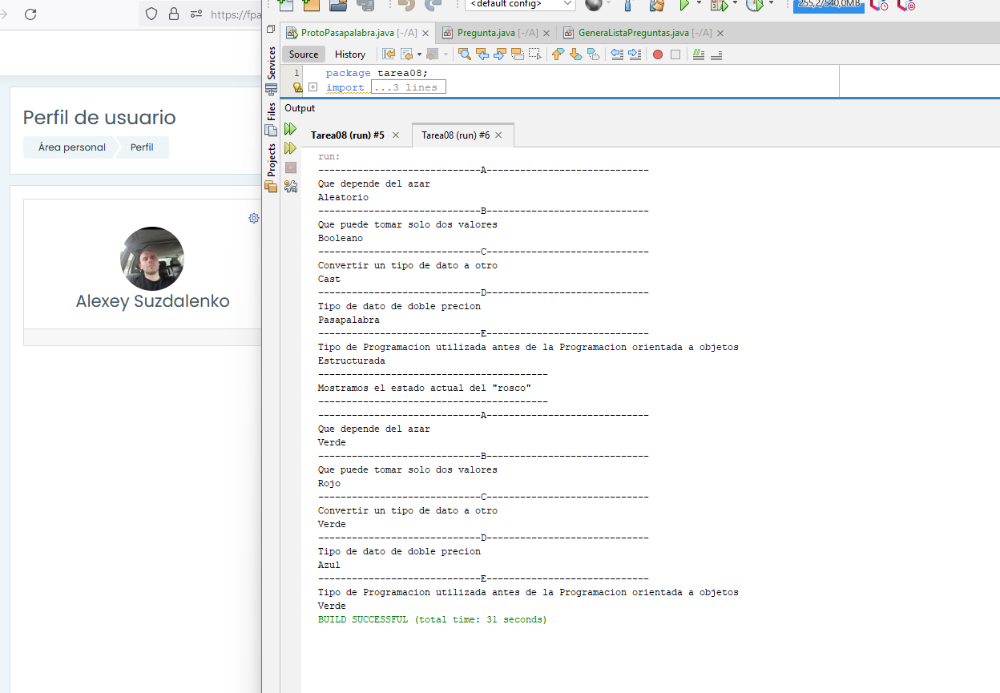 https://fpa
Perfil de usuario
Área personal
Perfil
Alexey Suzdalenko
<default config>
255,2/540,0MB
ProtoPasapalabra.java [-/A]
Pregunta.java [-/A]
GeneraListaPreguntas.java [-/A]
Services
Files
Projects
Source
History
1
package tarea08;
import ...3 lines
Output
Tarea08 (run) #5
Tarea08 (run) #6
run:
-----------------------------A-----------------------------
Que depende del azar
Aleatorio
-----------------------------B-----------------------------
Que puede tomar solo dos valores
Booleano
-----------------------------C-----------------------------
Convertir un tipo de dato a otro
Cast
-----------------------------D-----------------------------
Tipo de dato de doble precion
Pasapalabra
-----------------------------E-----------------------------
Tipo de Programacion utilizada antes de la Programacion orientada a objetos
Estructurada
-----------------------------------------
Mostramos el estado actual del "rosco"
-----------------------------------------
-----------------------------A-----------------------------
Que depende del azar
Verde
-----------------------------B-----------------------------
Que puede tomar solo dos valores
Rojo
-----------------------------C-----------------------------
Convertir un tipo de dato a otro
Verde
-----------------------------D-----------------------------
Tipo de dato de doble precion
Azul
-----------------------------E-----------------------------
Tipo de Programacion utilizada antes de la Programacion orientada a objetos
Verde
BUILD SUCCESSFUL (total time: 31 seconds)